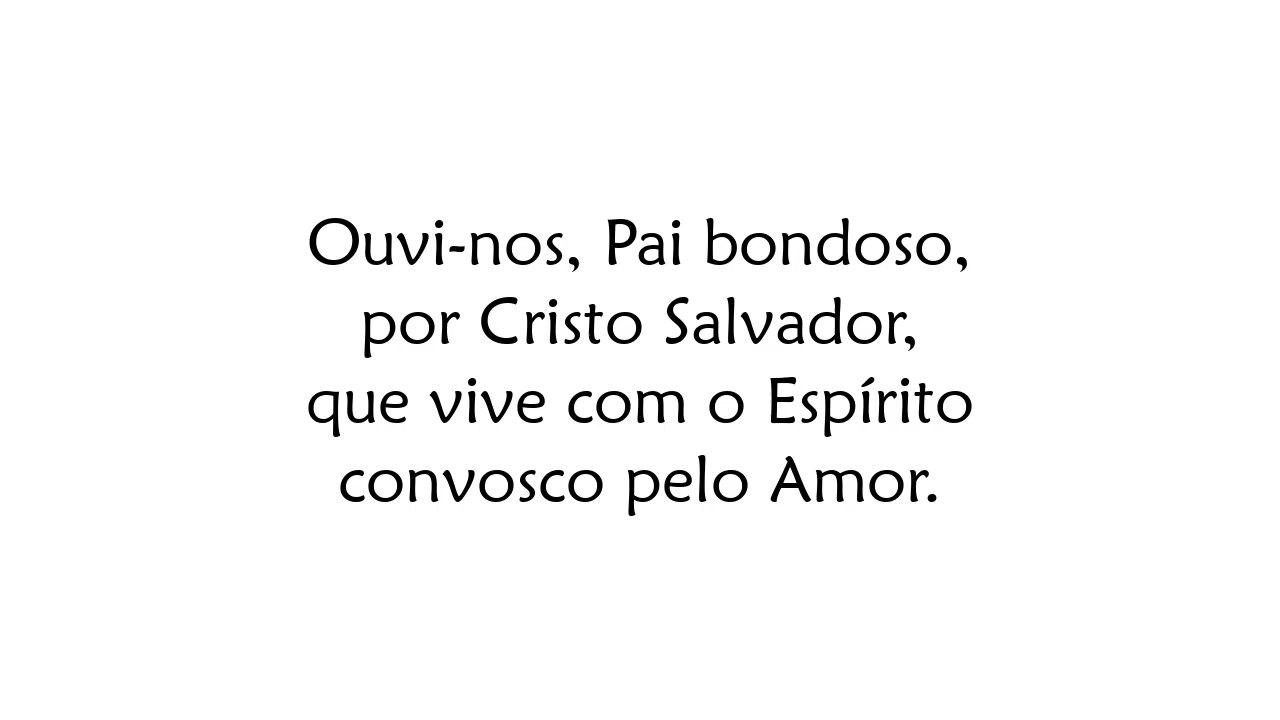 Ouvi-nos, Pai bondoso,
por Cristo Salvador,
que vive com o Espírito
convosco pelo Amor.